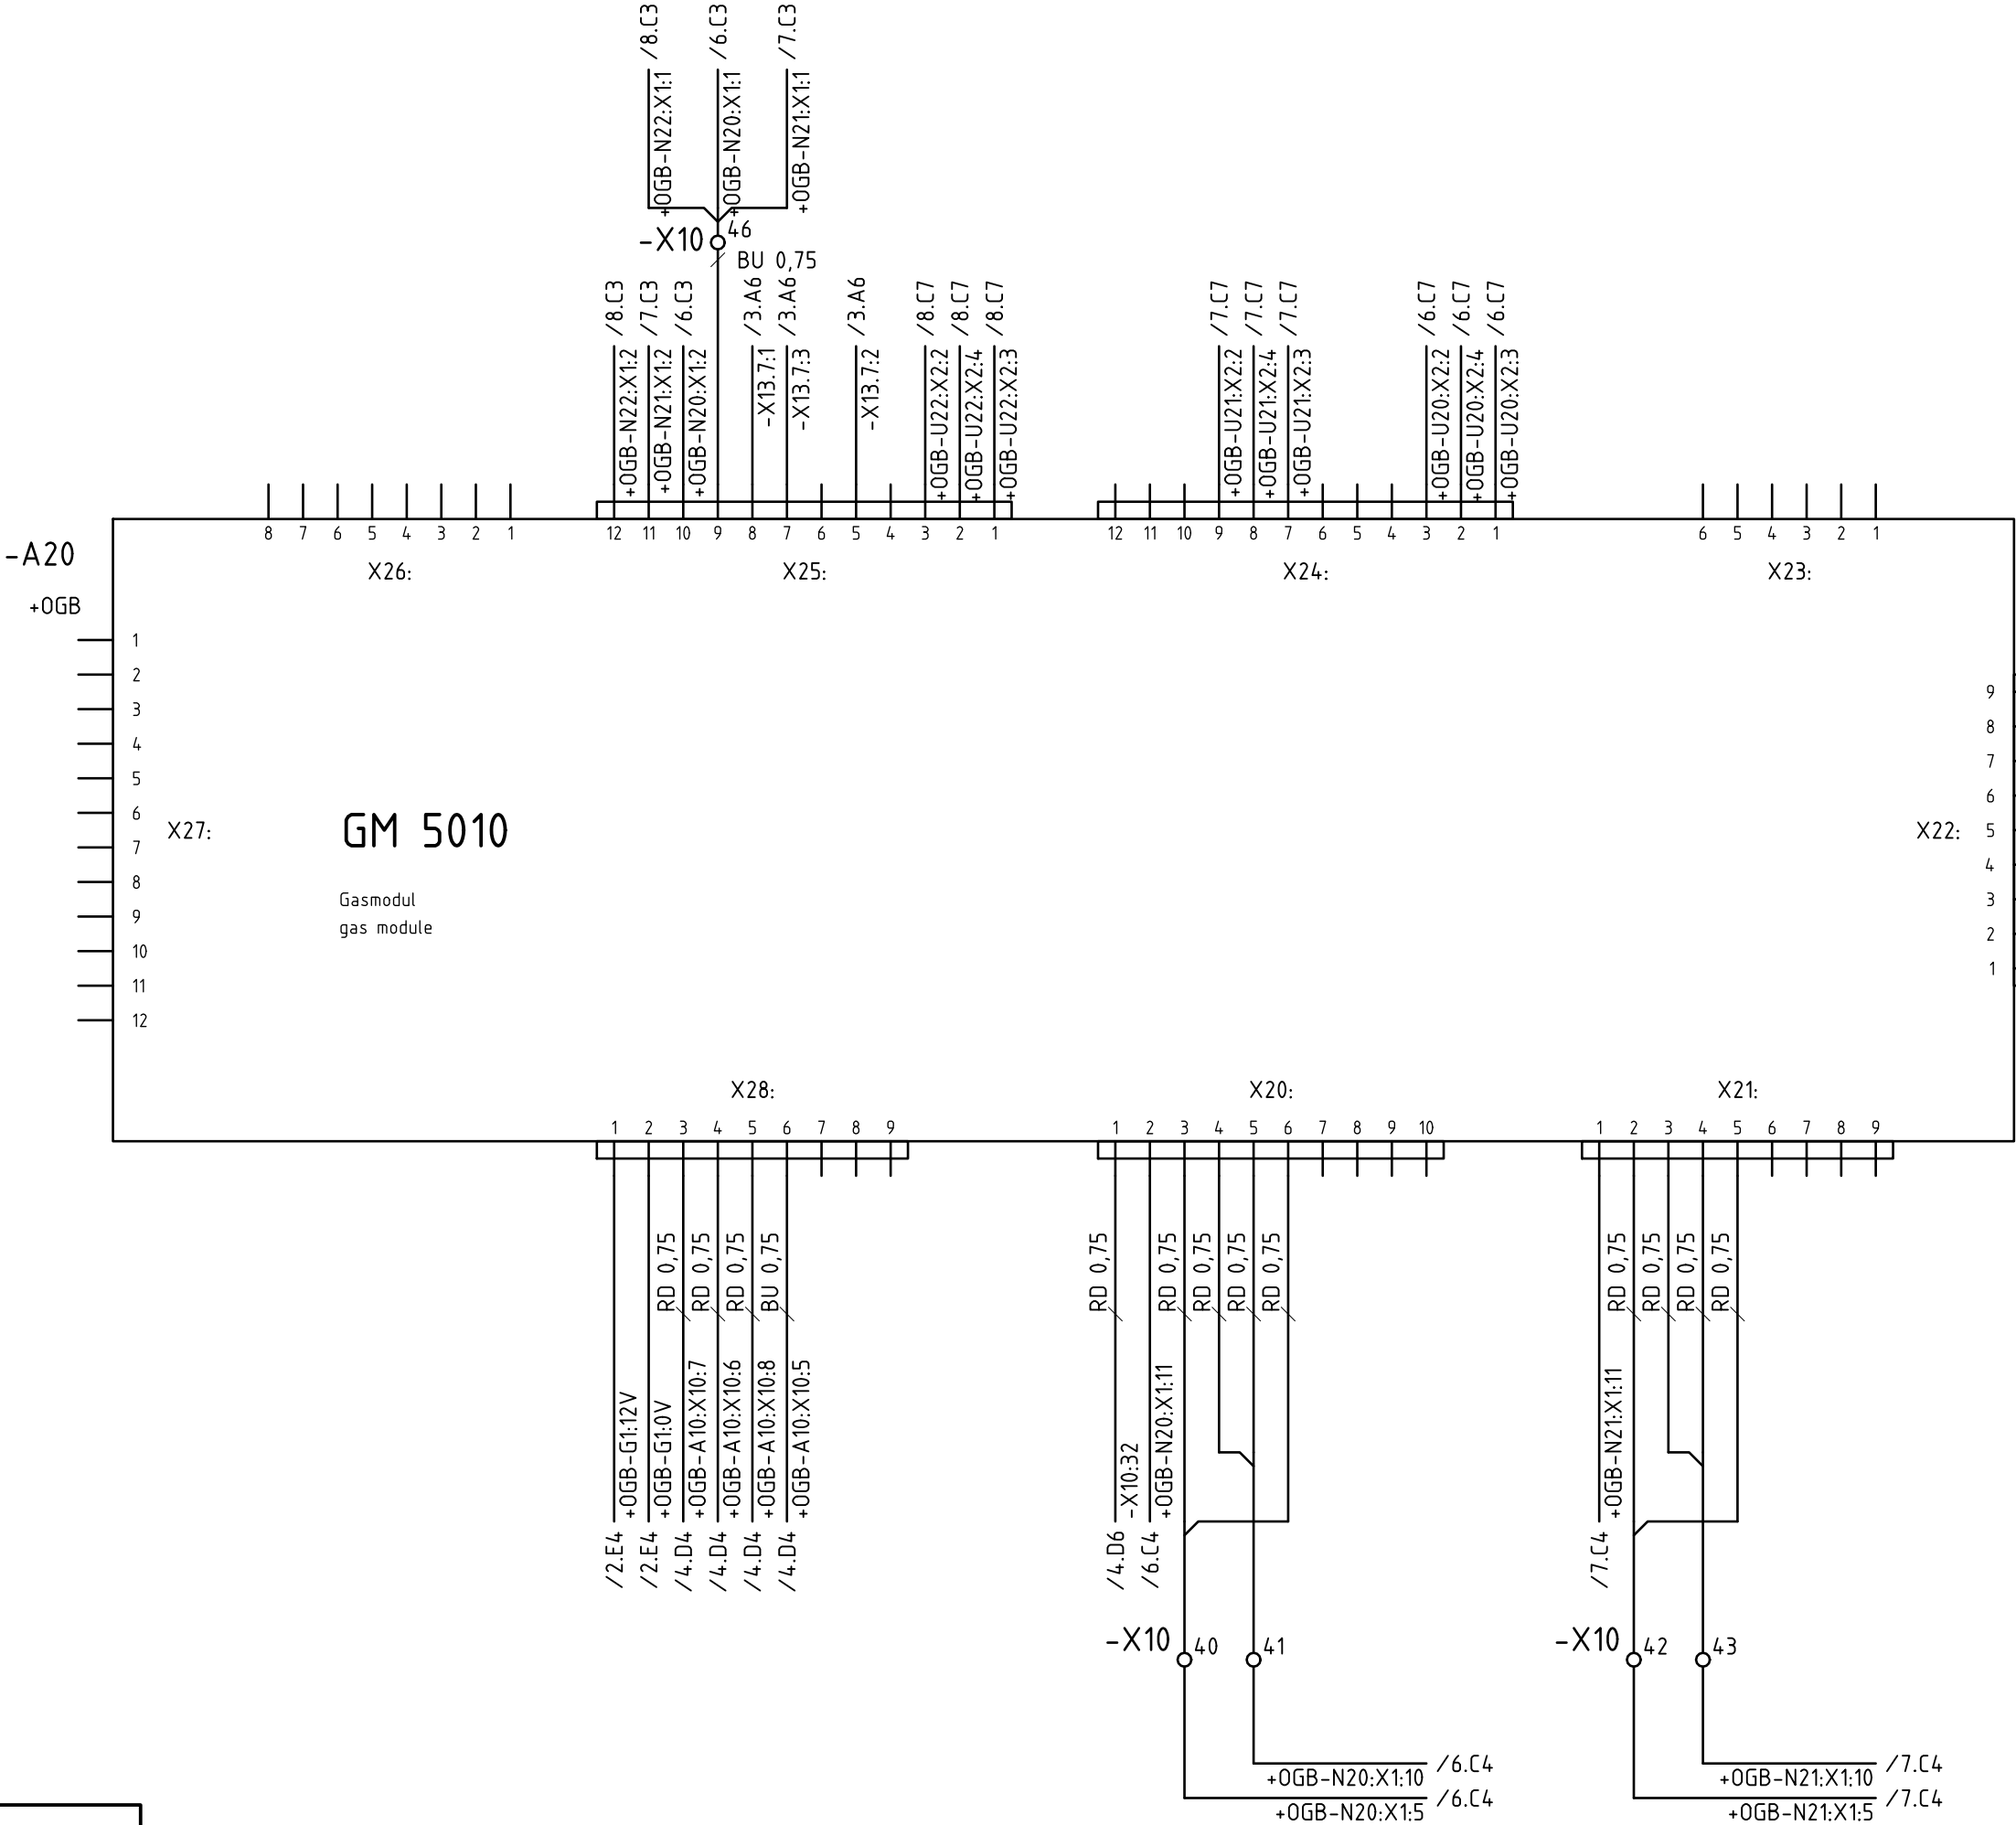 /8.C3
/6.C3
/7.C3
+OGB-N22:X1:1
+OGB-N20:X1:1
+OGB-N21:X1:1
-X10
46
BU 0,75
/8.C3
/7.C3
/6.C3
/3.A6
/3.A6
/3.A6
/8.C7
/8.C7
/8.C7
/7.C7
/7.C7
/7.C7
/6.C7
/6.C7
/6.C7
+OGB-N22:X1:2
+OGB-N21:X1:2
+OGB-N20:X1:2
-X13.7:1
-X13.7:3
-X13.7:2
+OGB-U22:X2:2
+OGB-U22:X2:4
+OGB-U22:X2:3
+OGB-U21:X2:2
+OGB-U21:X2:4
+OGB-U21:X2:3
+OGB-U20:X2:2
+OGB-U20:X2:4
+OGB-U20:X2:3
8 7 6 5 4 3 2 1
12 11 10 9 8 7 6 5 4 3 2 1
12 11 10 9 8 7 6 5 4 3 2 1
6 5 4 3 2 1
-A20
X26:
X25:
X24:
X23:
+OGB
1
2
3
4
5
6
7
8
9
10
11
12
X27:
GM 5010
Gasmodul
gas module
9
8
7
6
5
4
3
2
1
X22:
X28:
X20:
X21:
1 2 3 4 5 6 7 8 9
1 2 3 4 5 6 7 8 9 10
1 2 3 4 5 6 7 8 9
RD 0,75
RD 0,75
RD 0,75
BU 0,75
RD 0,75
RD 0,75
RD 0,75
RD 0,75
RD 0,75
RD 0,75
RD 0,75
RD 0,75
RD 0,75
+OGB-G1:12V
+OGB-G1:0V
+OGB-A10:X10:7
+OGB-A10:X10:6
+OGB-A10:X10:8
+OGB-A10:X10:5
-X10:32
+OGB-N20:X1:11
+OGB-N21:X1:11
/2.E4
/2.E4
/4.D4
/4.D4
/4.D4
/4.D4
/4.D6
/6.C4
/7.C4
-X10
40
41
-X10
42
43
/6.C4
+OGB-N20:X1:10
/6.C4
+OGB-N20:X1:5
/7.C4
+OGB-N21:X1:10
/7.C4
+OGB-N21:X1:5